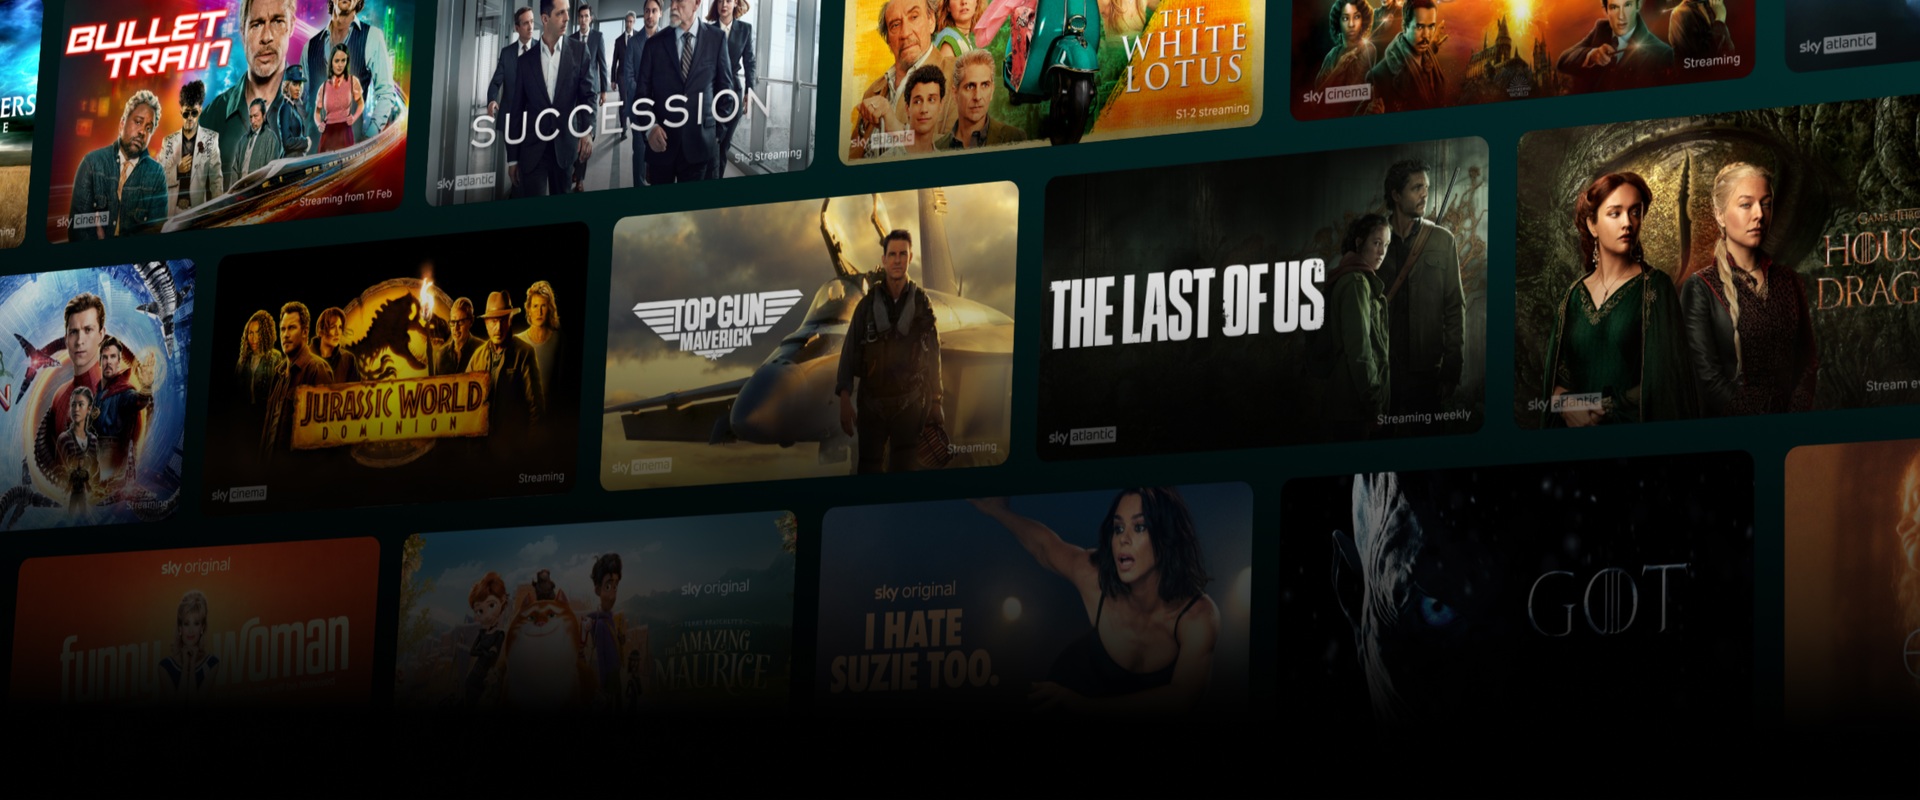 ERS
E
ning
BULLET
TRAIN
Streaming from 17 Feb
sky cinema
SUCCESSION
S1-3 Streaming
sky atlantic
THE
WHITE
LOTUS
S1-2 streaming
sky atlantic
Streaming
sky cinema
sky atlantic
N
Streaming
JURASSIC WORLD
DOMINION
Streaming
sky cinema
TOP GUN
MAVERICK
Streaming
sky cinema
THE LAST OF US
Streaming weekly
sky atlantic
GAME OF THRO
HOUS
DRAG
Stream ev
sky atlantic
sky original
funny woman
sky original
AMAZING
MAURICE
sky original
I HATE
SUZIE TOO.
GOT